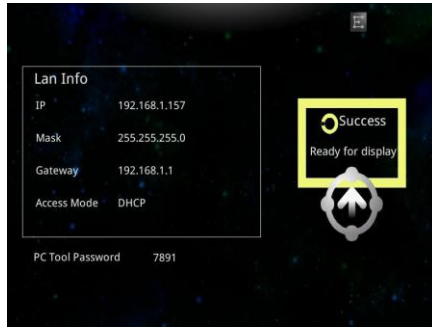 Lan Info
IP 192.168.1.157
Mask 255.255.255.0
Gateway 192.168.1.1
Access Mode DHCP
PC Tool Password 7891
Success
Ready for display